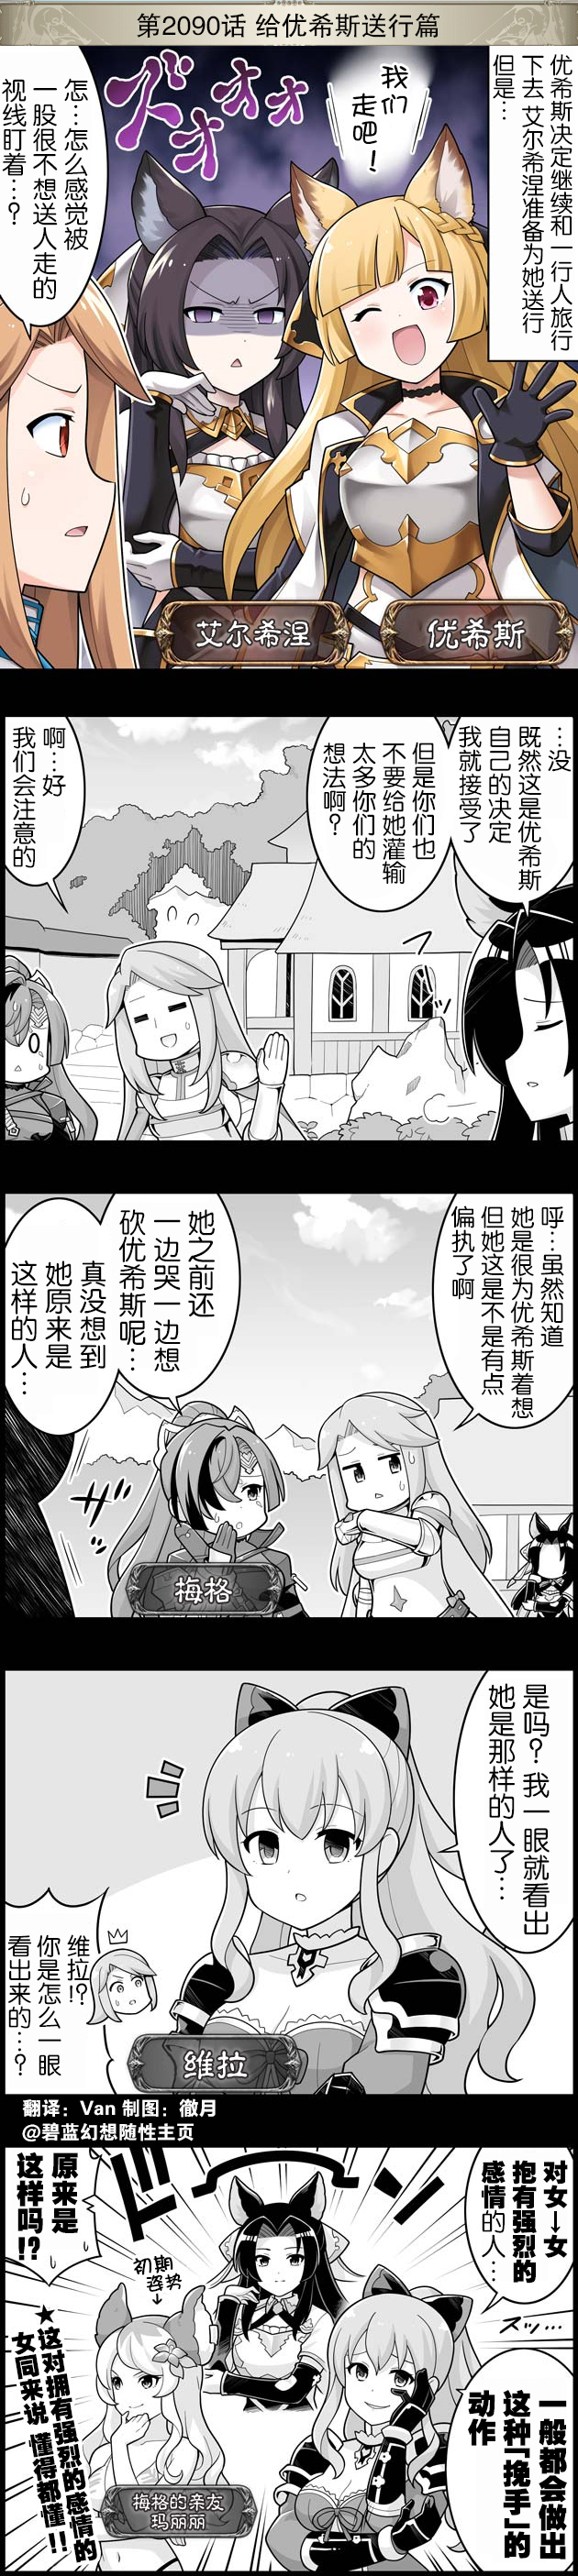 第2090话 给优希斯送行篇
优希斯决定继续和一行人旅行
下去 艾尔希涅准备为她送行
但是…
我们
走吧！
ズオオオ
怎…怎么感觉被
一股很不想送人走的
视线盯着…？
艾尔希涅
优希斯
…没
既然这是优希斯
自己的决定
我就接受了
但是你们也
不要给她灌输
太多你们的
想法啊？
啊…好
我们会注意的
呼…虽然知道
她是很为优希斯着想
但她这是不是有点
偏执了啊
她之前还
一边哭一边想
砍优希斯呢…
真没想到
她原来是
这样的人…
ザッ
梅格
是吗？我一眼就看出
她是那样的人了…
维拉!?
你是怎么一眼
看出来的…？
维拉
翻译：Van 制图：徹月
@碧蓝幻想随性主页
对女→女
抱有强烈的
感情的人…
スッ…
一般都会做出
这种「挽手」的
动作
原来是
这样吗!?
初期
姿势
↓
★这对拥有强烈的感情的
女同来说 懂得都懂!!
梅格的亲友
玛丽丽